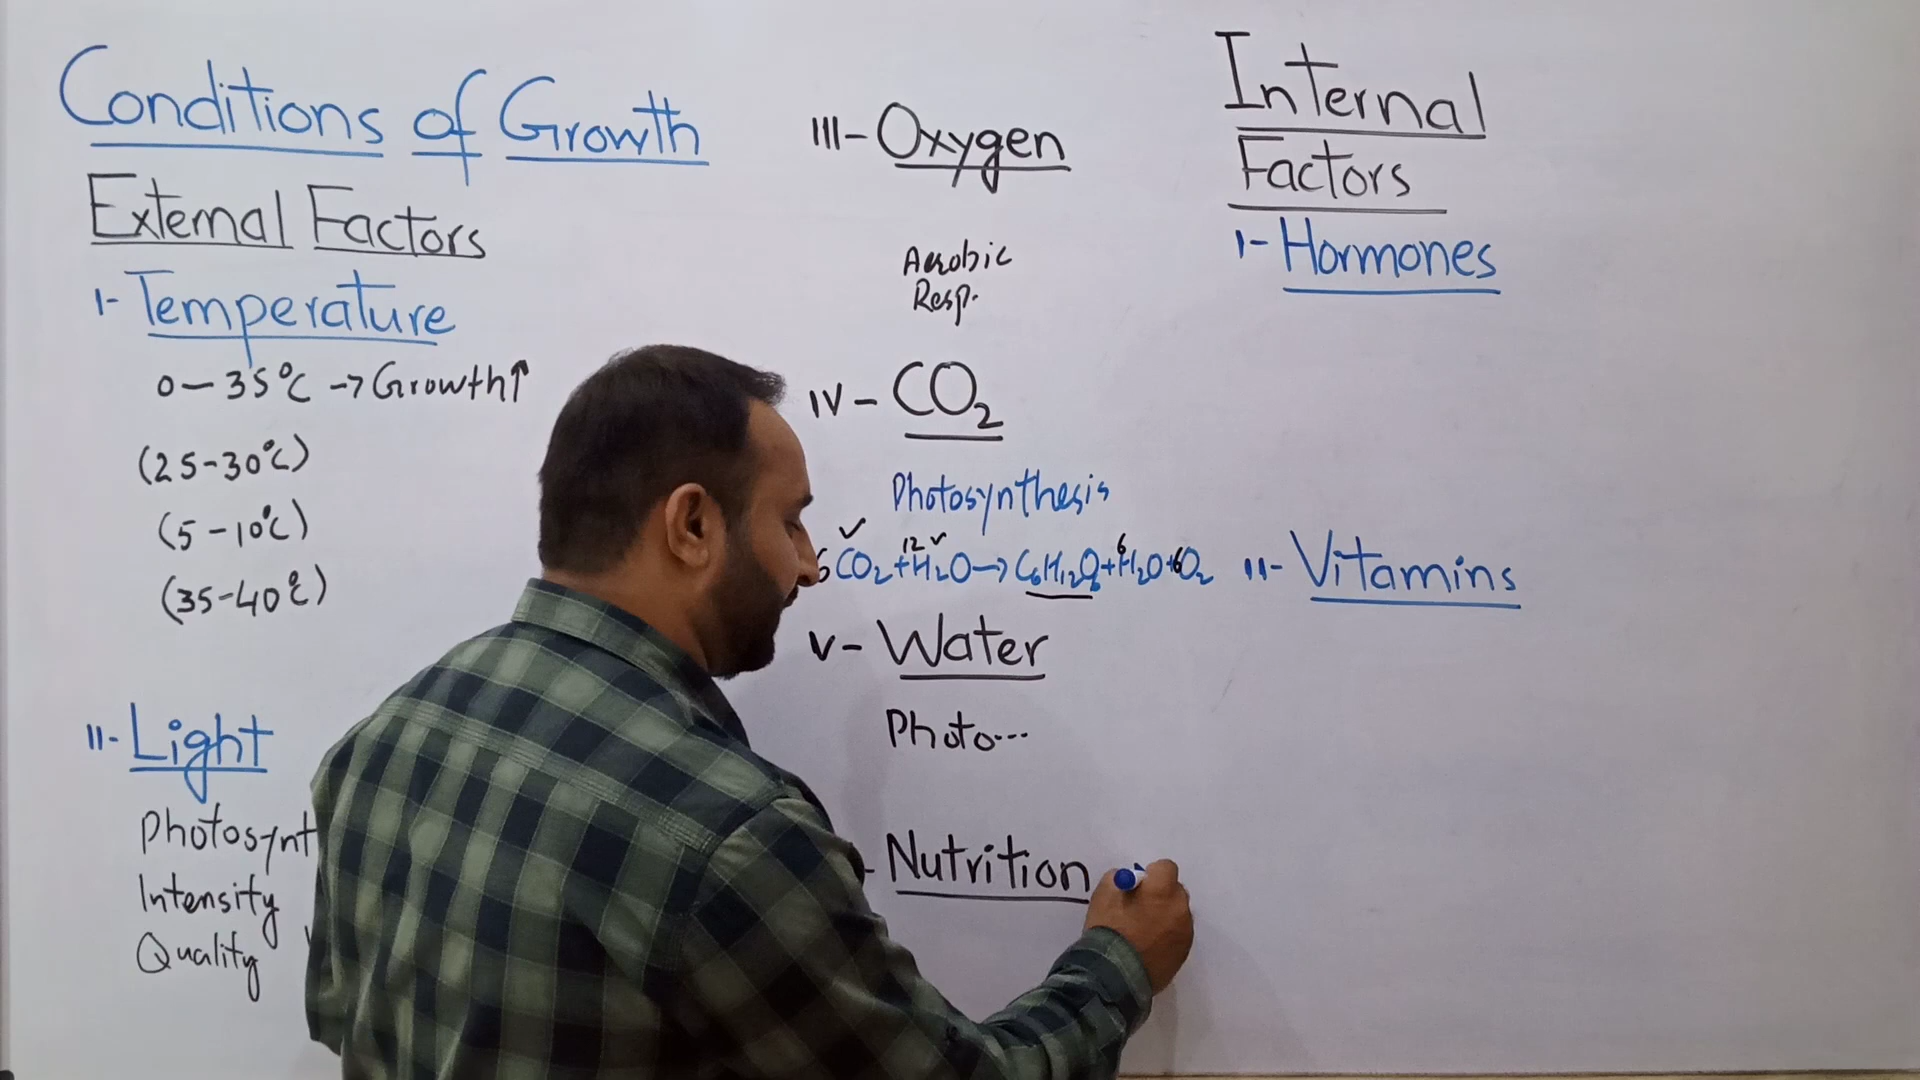 Conditions of Growth
External Factors
I- Temperature
0 – 35°C → Growth↑
(25-30°C)
(5-10°C)
(35-40°C)
II- Light
Photosynt
Intensity
Quality
III- Oxygen
Aerobic
Resp.
IV- CO₂
Photosynthesis
6CO₂+12H₂O→C₆H₁₂O₆+6H₂O+6O₂
V- Water
Photo...
- Nutrition
Internal
Factors
I- Hormones
II- Vitamins